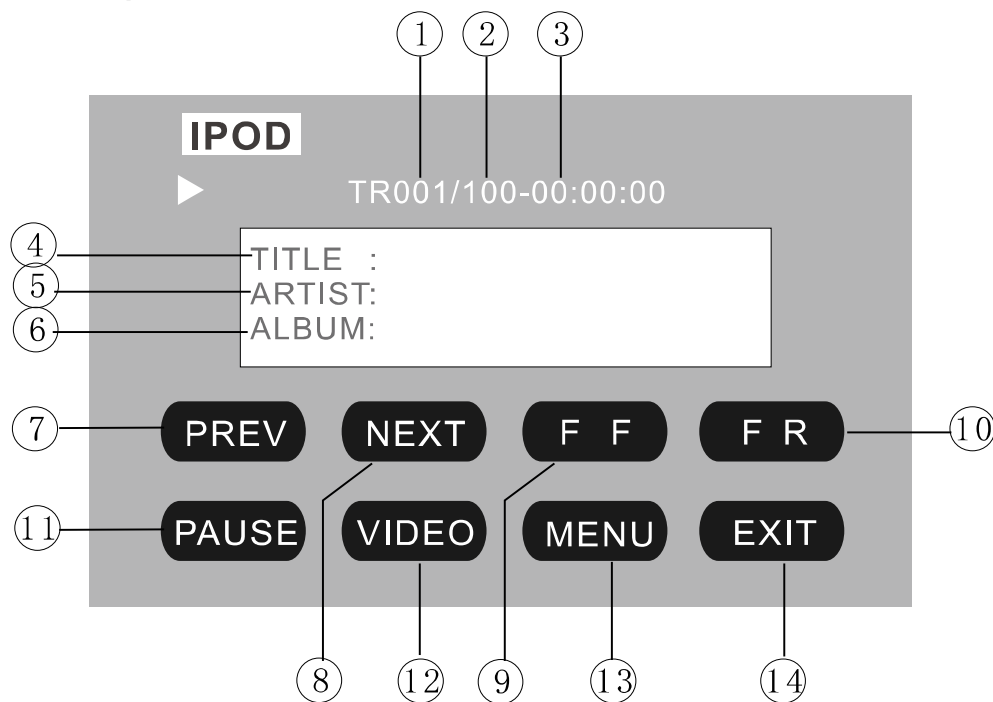 ① ② ③
IPOD
TR001/100-00:00:00
④ TITLE :
⑤ ARTIST:
⑥ ALBUM:
⑦ PREV NEXT F F F R ⑩
⑪ PAUSE VIDEO MENU EXIT
⑧ ⑫ ⑨ ⑬ ⑭